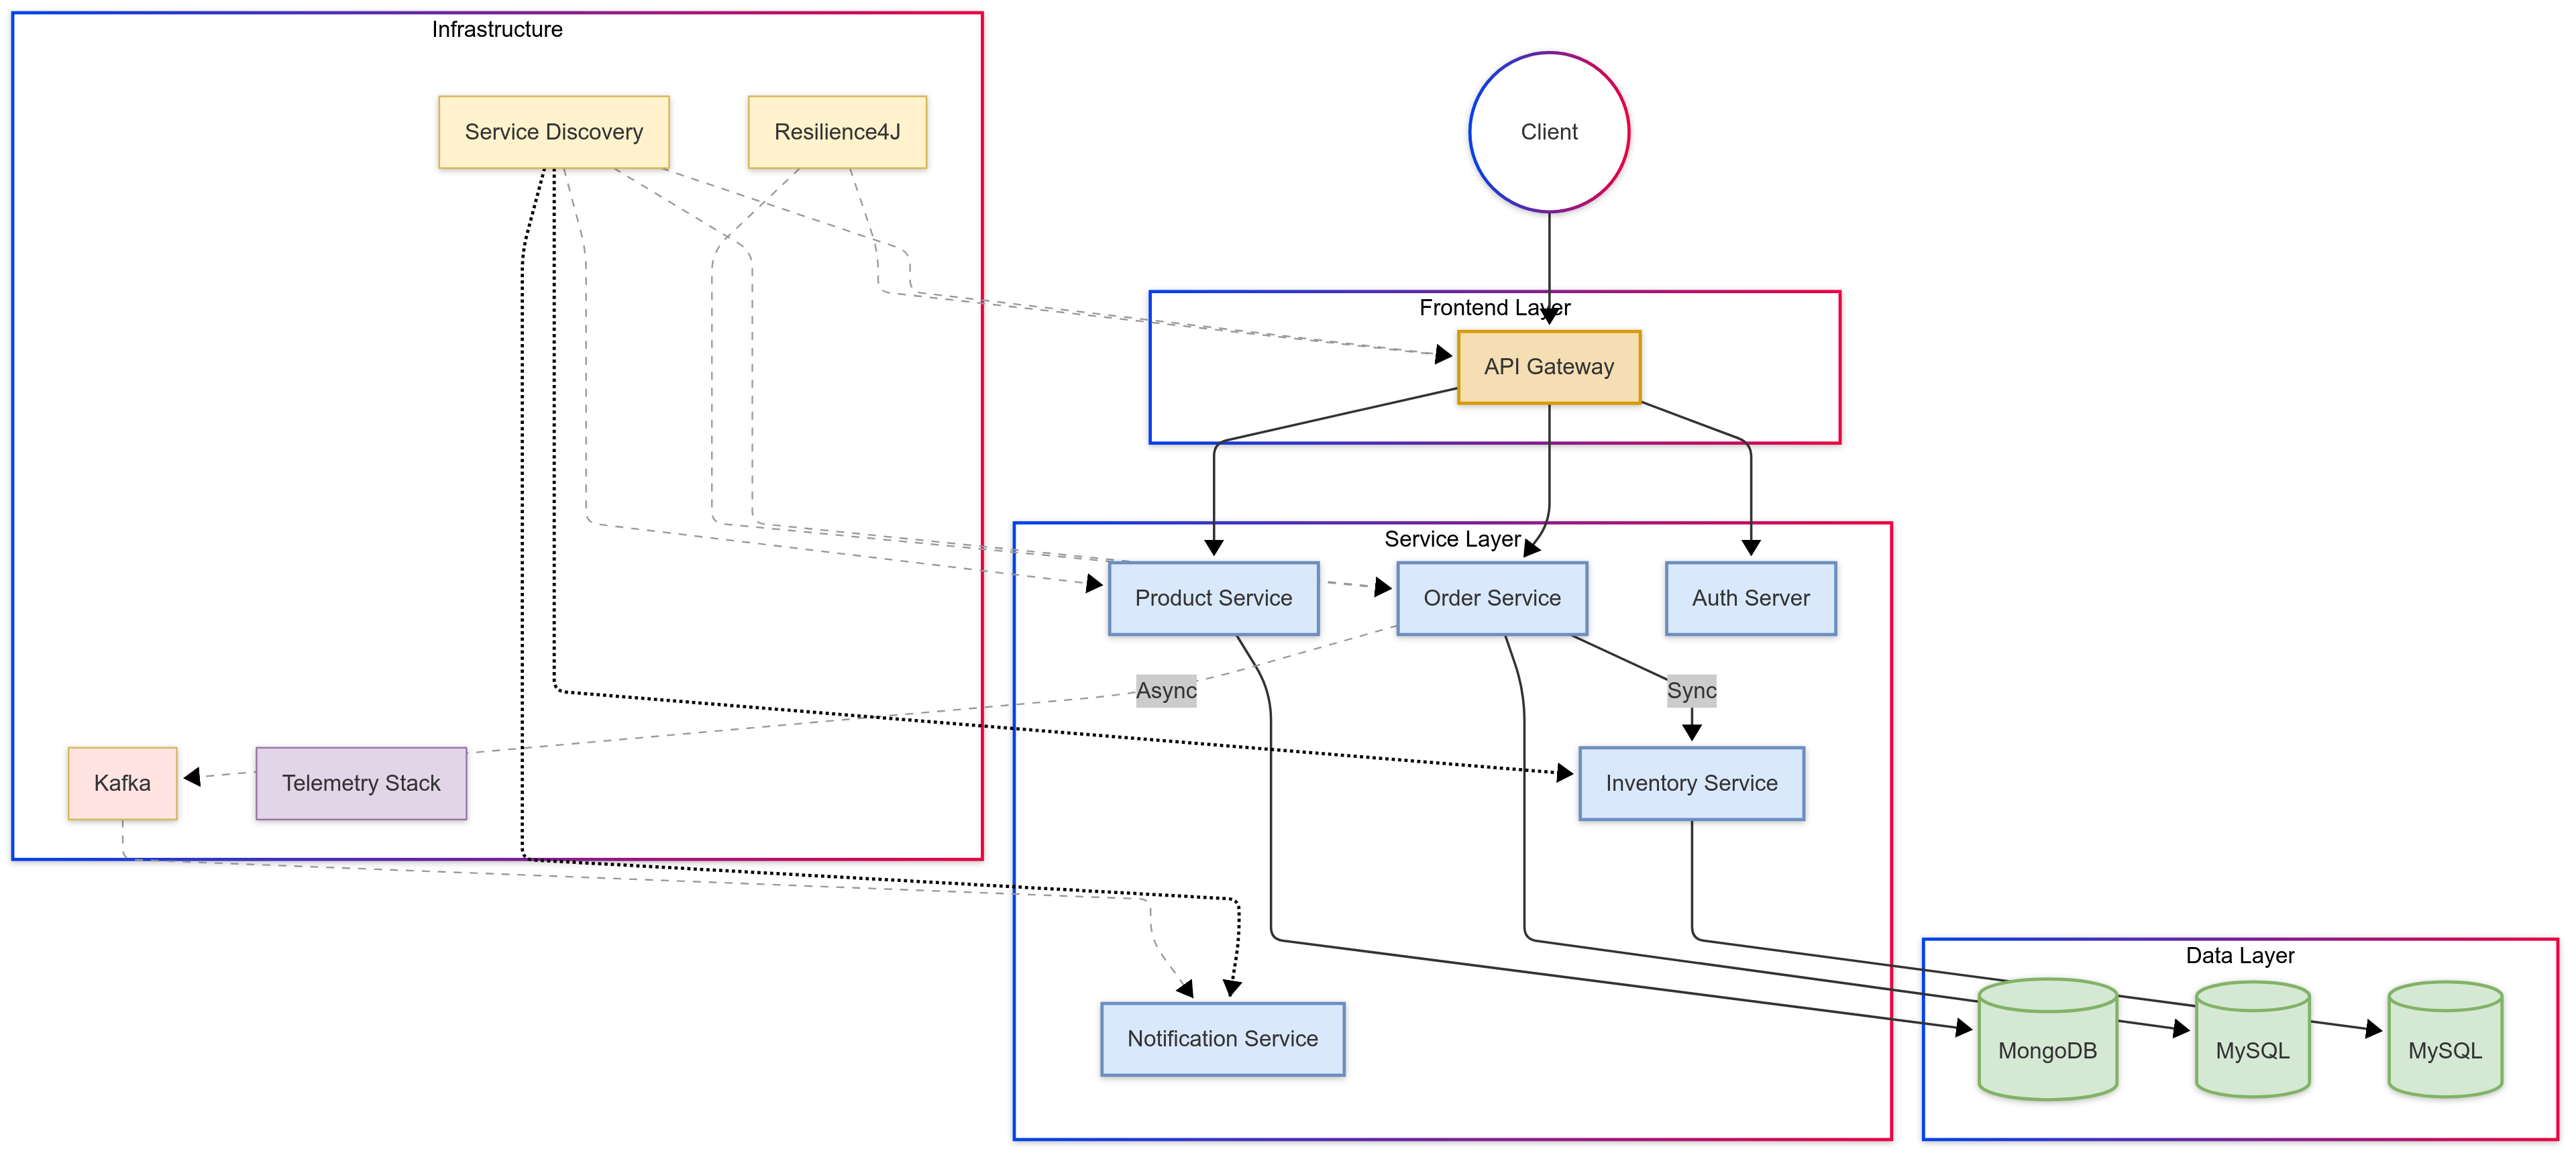 Infrastructure
Service Discovery
Resilience4J
Client
Frontend Layer
API Gateway
Service Layer
Product Service
Order Service
Auth Server
Async
Sync
Kafka
Telemetry Stack
Inventory Service
Notification Service
Data Layer
MongoDB
MySQL
MySQL